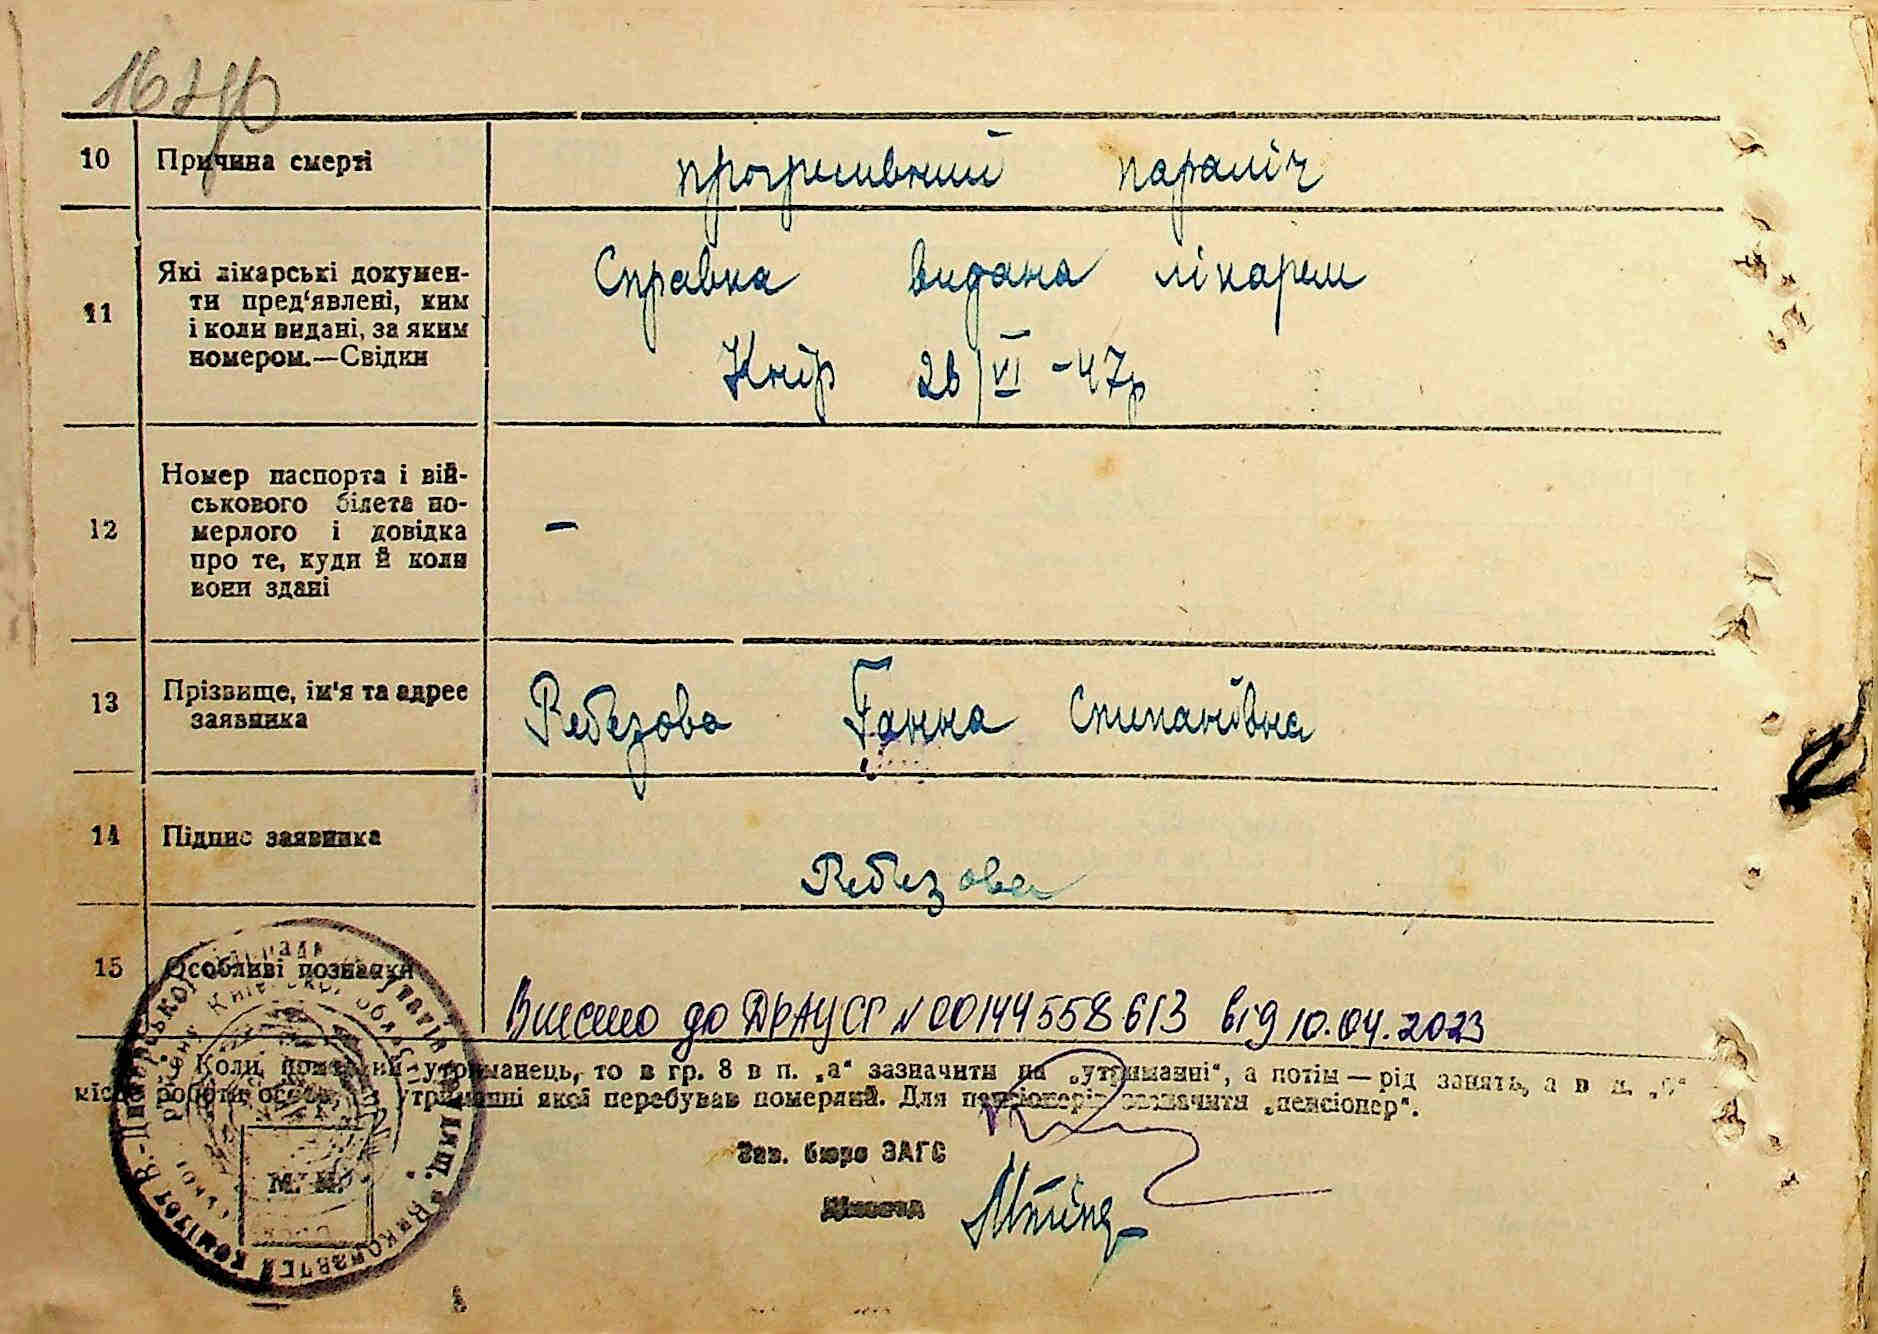 10 Причина смерті прогресивний параліч
11 Які лікарські докумен-
ти пред'явлені, ким
і коли видані, за яким
номером.—Свідки
Справка видана лікарем
Кнір 26/VI-47р
12 Номер паспорта і вій-
ськового білета по-
мерлого і довідка
про те, куди й коли
вони здані
–
13 Прізвище, ім'я та адрес
заявника
Ребезова Ганна Степанівна
14 Підпис заявника
Ребезова
15 Особливі позначки
Внесено до ДРАЦСГ №00144558613 від 10.04.2023
Коли утриманець, то в гр. 8 в п. „а“ зазначити на „утриманні“, а потім — рід занять, а в п.
місце роботи особи, на утриманні якої перебував померлий. Для пенсіонерів зазначити „пенсіонер“.
Зав. бюро ЗАГС
М. П.